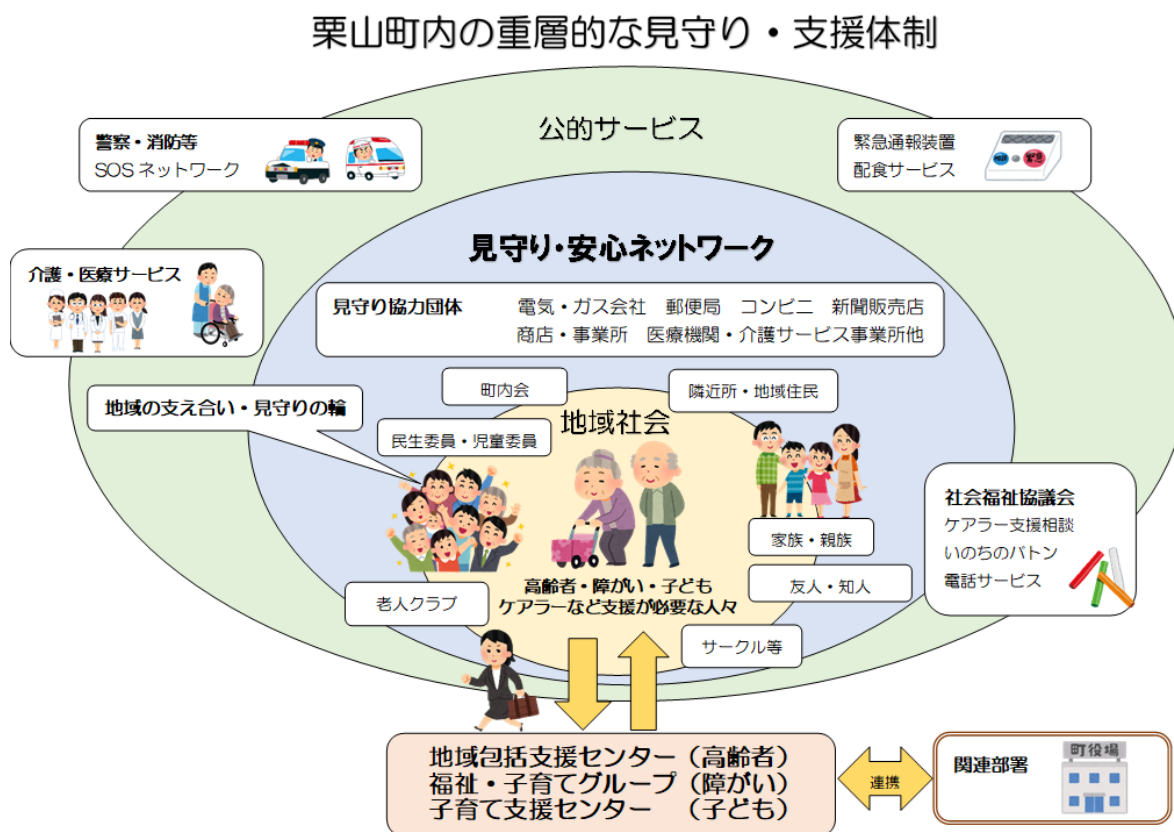 栗山町内の重層的な見守り・支援体制
公的サービス
警察・消防等
SOSネットワーク
緊急通報装置
配食サービス
相談
緊急
見守り・安心ネットワーク
介護・医療サービス
見守り協力団体 電気・ガス会社 郵便局 コンビニ 新聞販売店
商店・事業所 医療機関・介護サービス事業所他
町内会
隣近所・地域住民
地域の支え合い・見守りの輪
地域社会
民生委員・児童委員
社会福祉協議会
ケアラー支援相談
いのちのバトン
電話サービス
家族・親族
高齢者・障がい・子ども
ケアラーなど支援が必要な人々
友人・知人
老人クラブ
サークル等
地域包括支援センター（高齢者）
福祉・子育てグループ（障がい）
子育て支援センター （子ども）
連携
関連部署
町役場